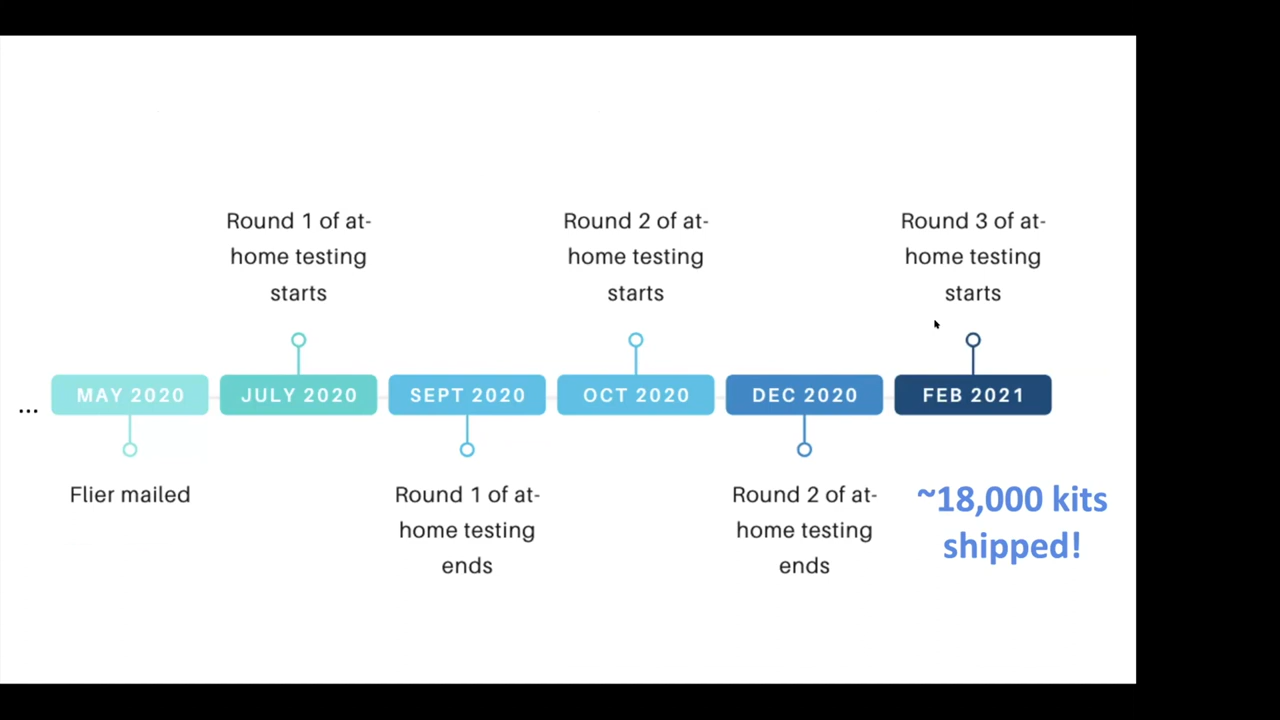 Round 1 of at-
home testing
starts
Round 2 of at-
home testing
starts
Round 3 of at-
home testing
starts
... MAY 2020 JULY 2020 SEPT 2020 OCT 2020 DEC 2020 FEB 2021
Flier mailed
Round 1 of at-
home testing
ends
Round 2 of at-
home testing
ends
~18,000 kits
shipped!